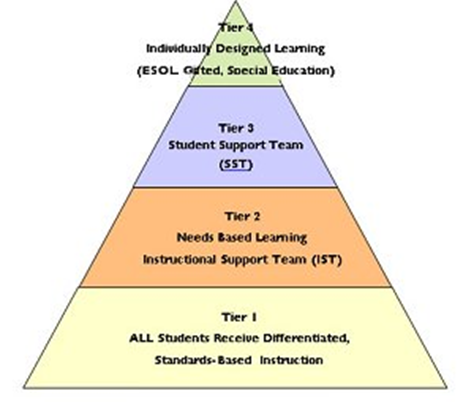 Tier 4
Individually Designed Learning
(ESOL. Gifted, Special Education)
Tier 3
Student Support Team
(SST)
Tier 2
Needs Based Learning
Instructional Support Team (IST)
Tier 1
ALL Students Receive Differentiated,
Standards-Based Instruction